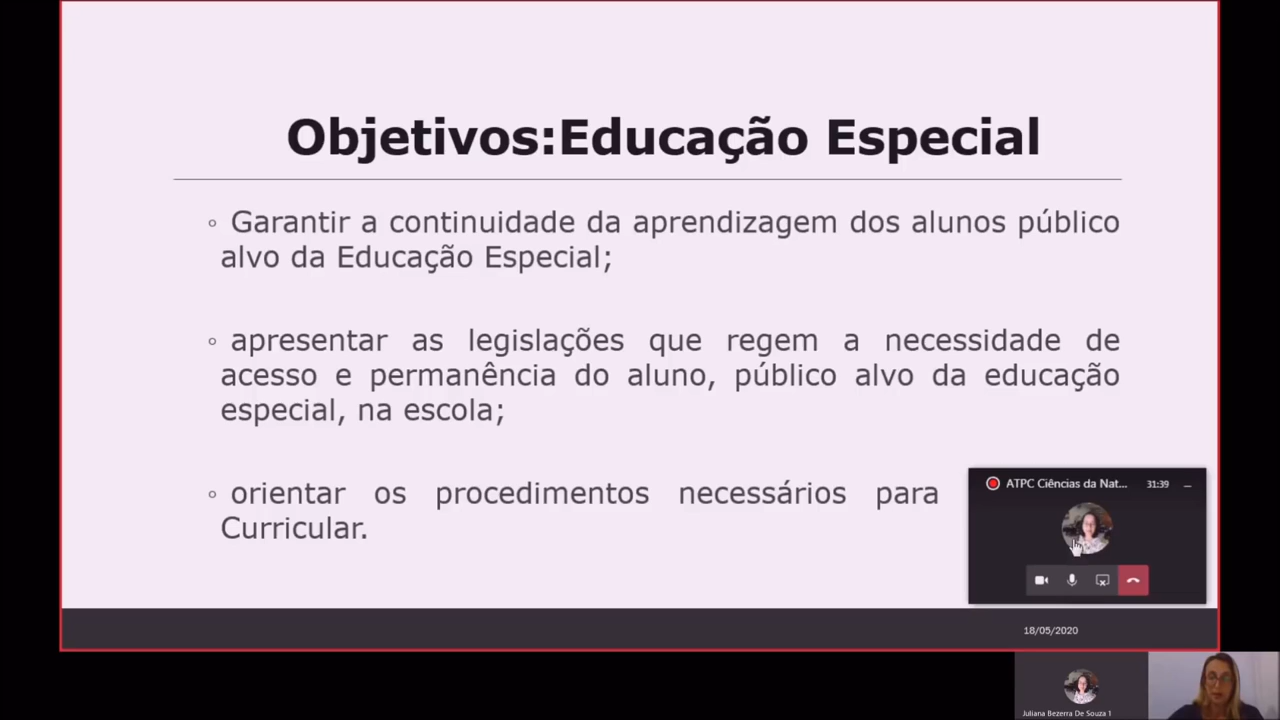 Objetivos:Educação Especial
◦ Garantir a continuidade da aprendizagem dos alunos público
alvo da Educação Especial;
◦ apresentar as legislações que regem a necessidade de
acesso e permanência do aluno, público alvo da educação
especial, na escola;
◦ orientar os procedimentos necessários para
Curricular.
ATPC Ciências da Nat... 31:39
18/05/2020
Juliana Bezerra De Souza 1